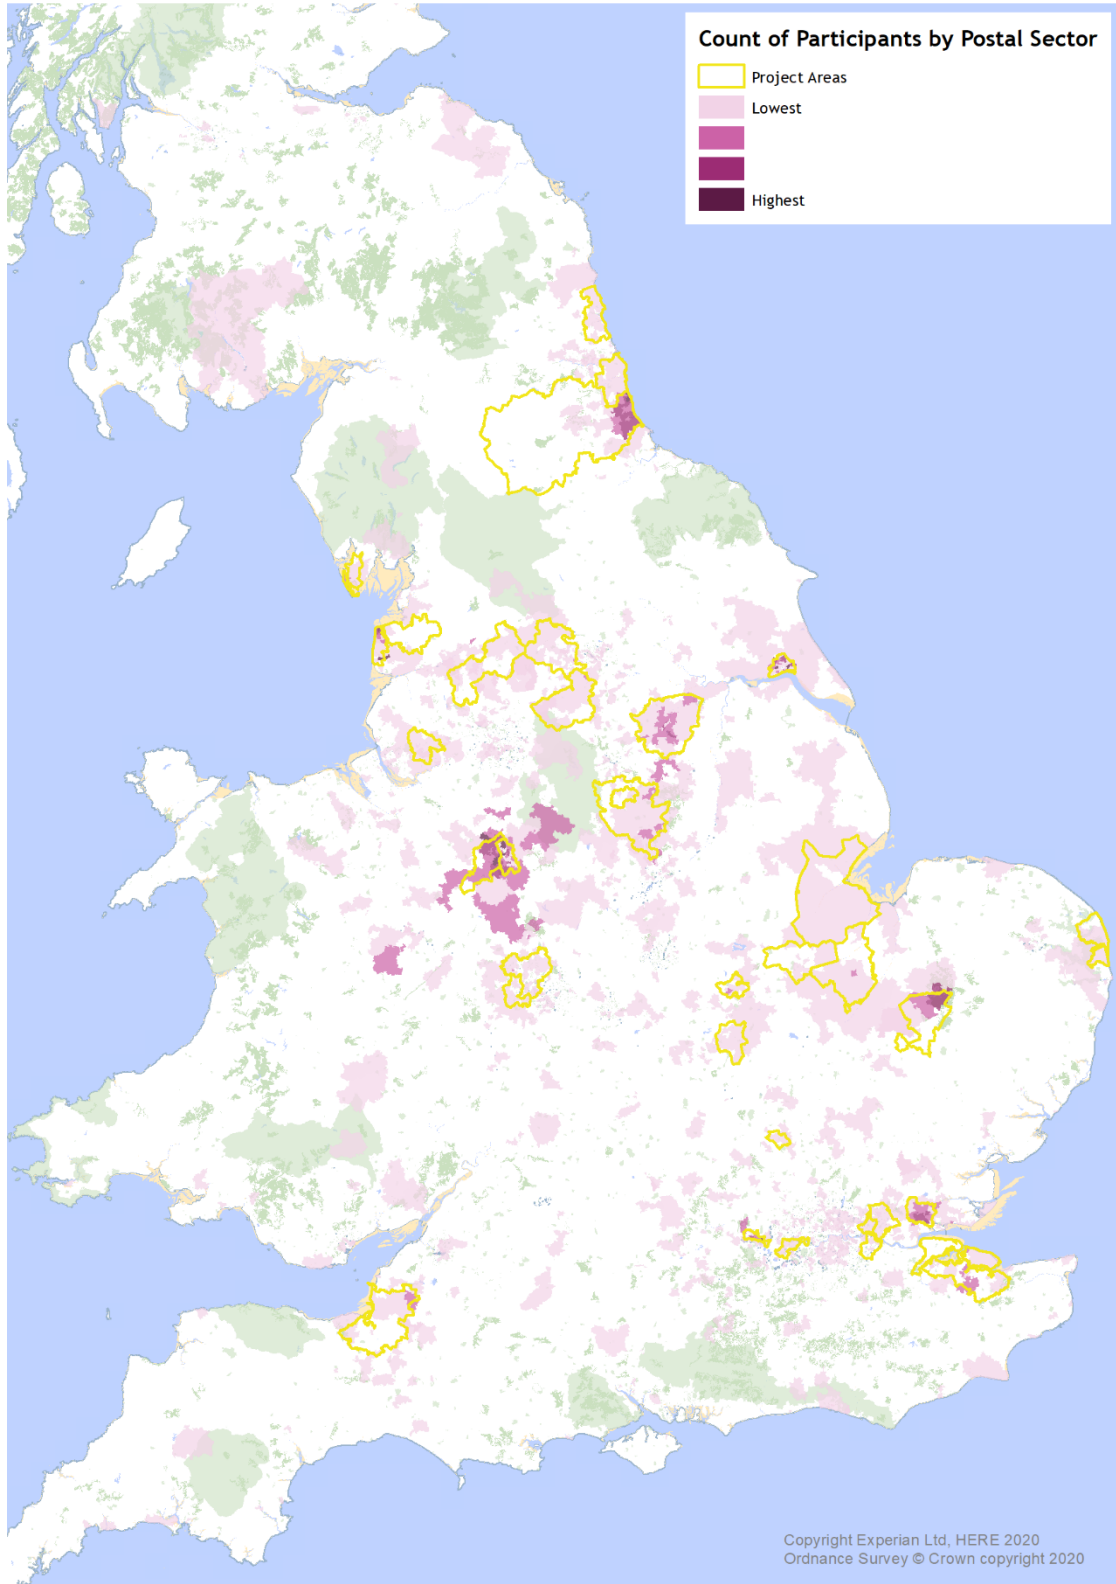 Count of Participants by Postal Sector
Project Areas
Lowest
Highest
Copyright Experian Ltd, HERE 2020
Ordnance Survey © Crown copyright 2020